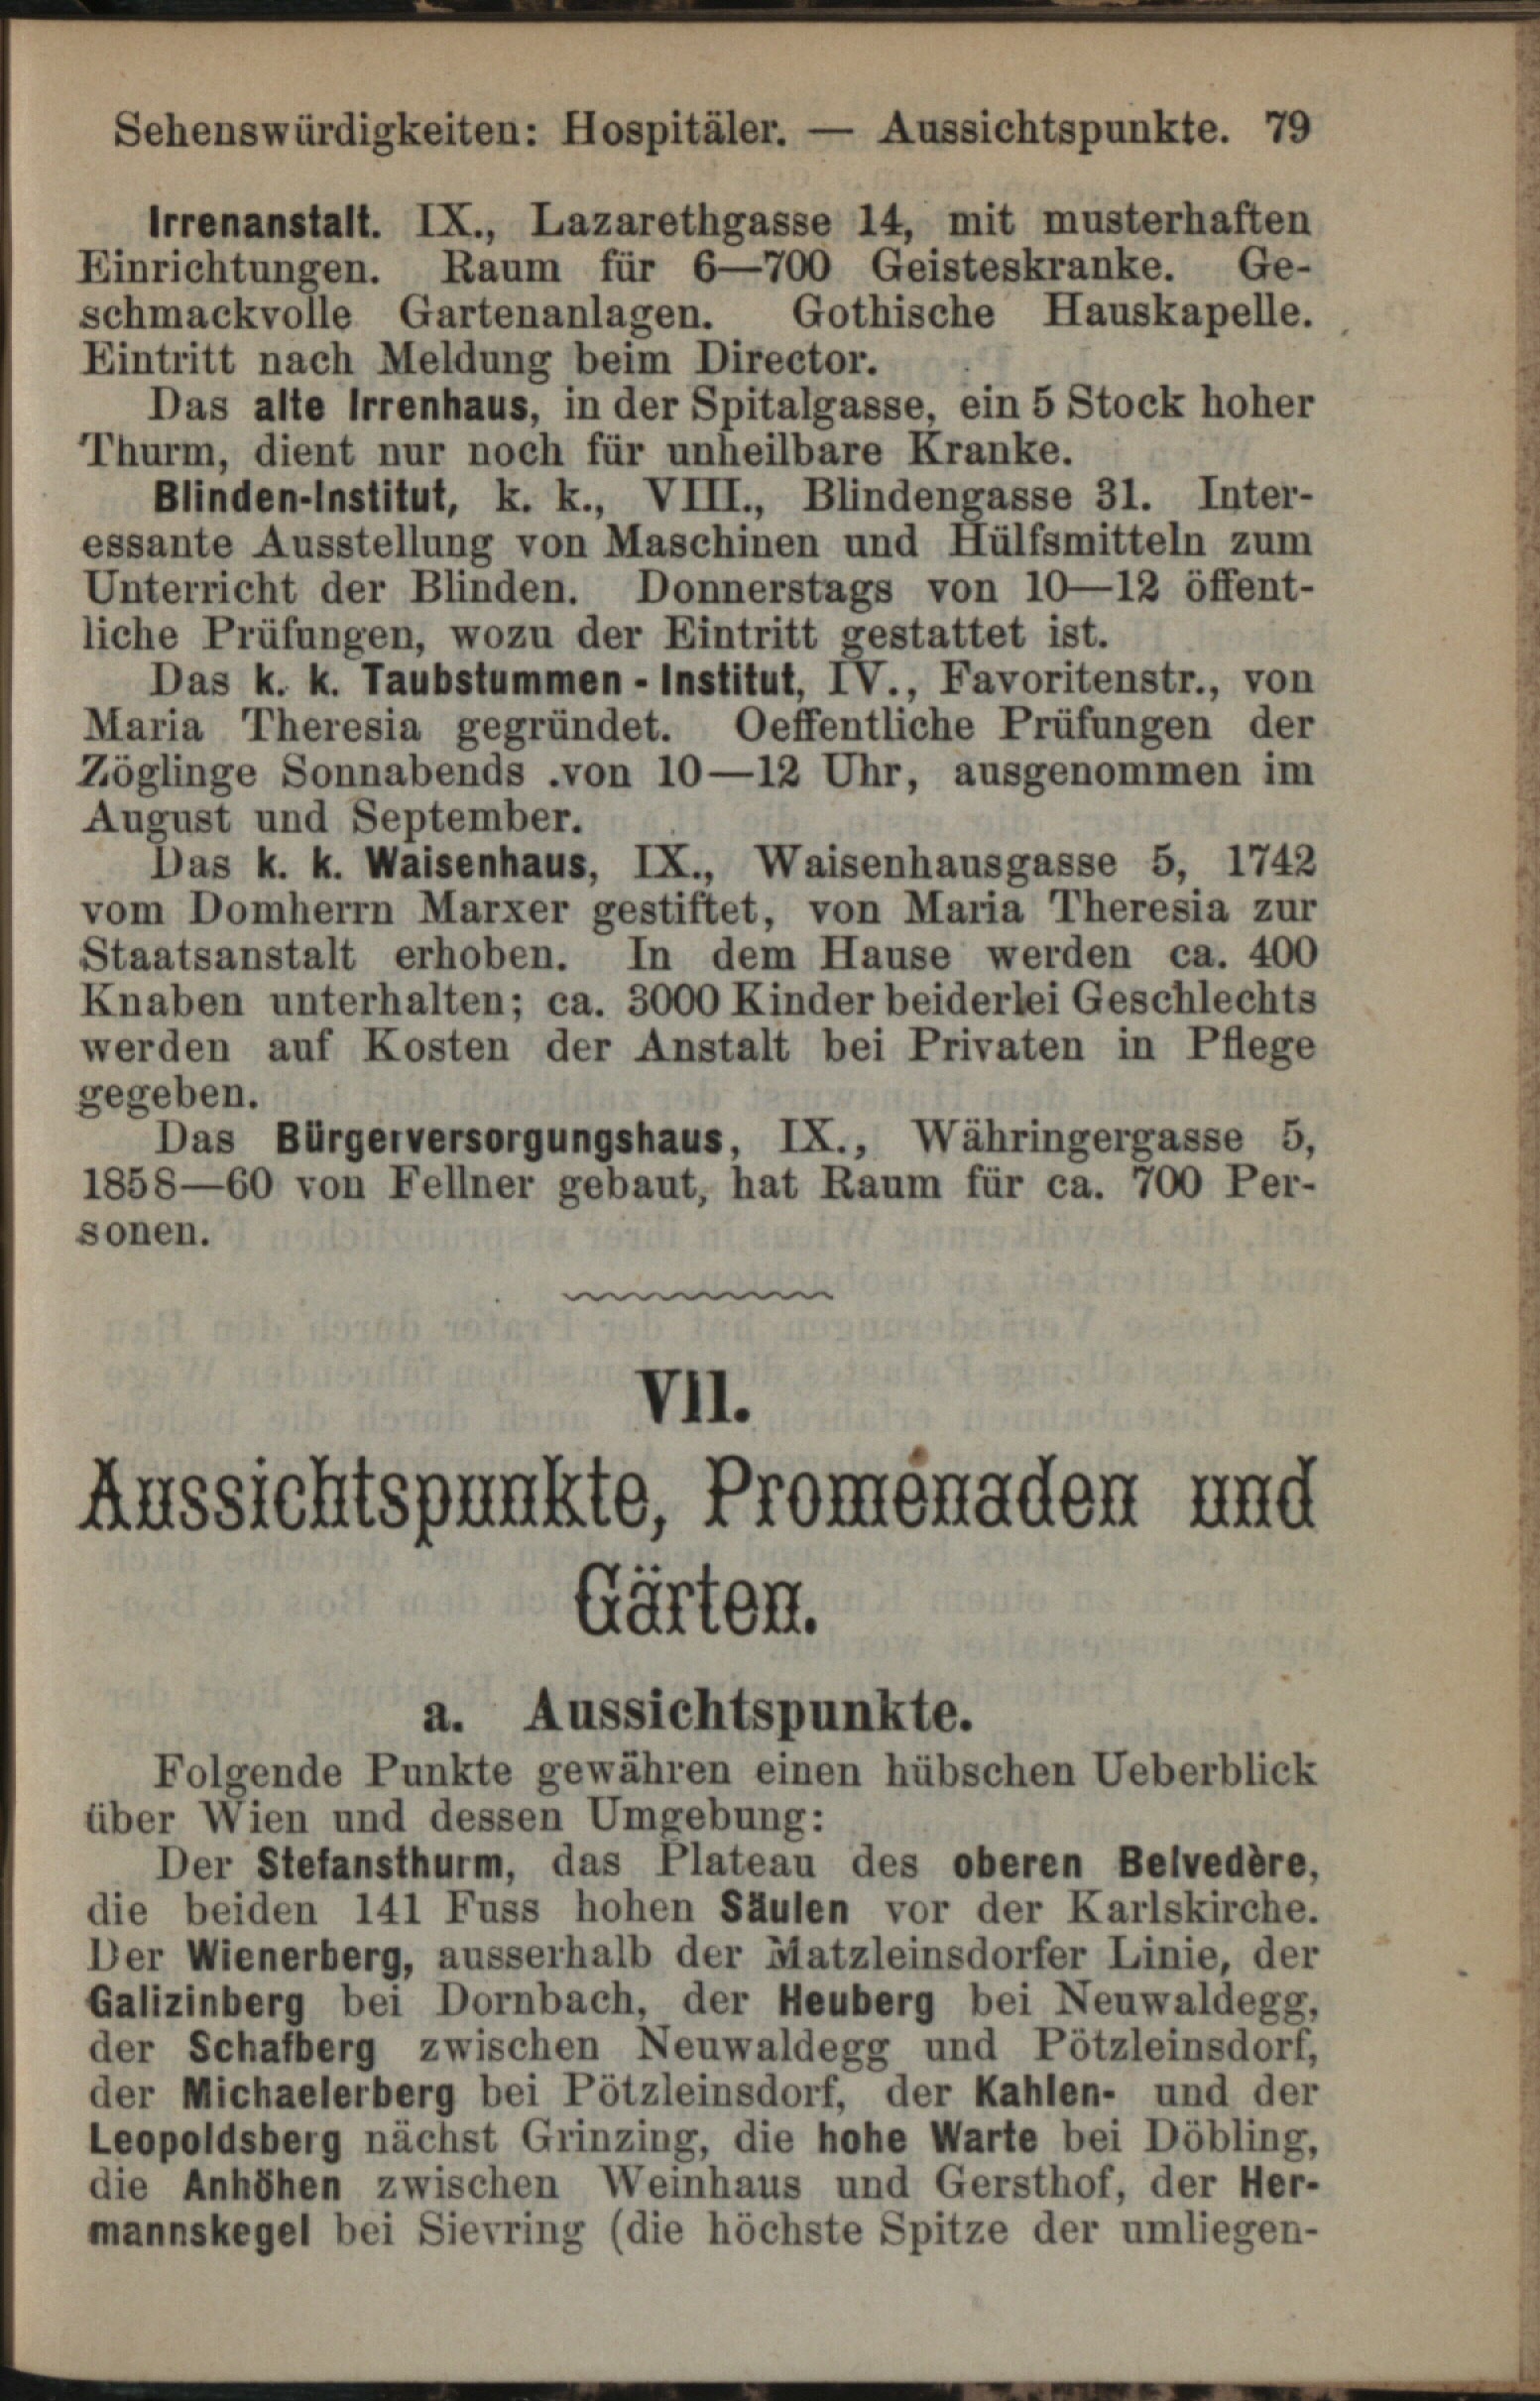 Sehenswürdigkeiten: Hospitäler. — Aussichtspunkte. 79
Irrenanstalt. IX., Lazarethgasse 14, mit musterhaften
Einrichtungen. Raum für 6—700 Geisteskranke. Ge-
schmackvolle Gartenanlagen. Gothische Hauskapelle.
Eintritt nach Meldung beim Director.
Das alte Irrenhaus, in der Spitalgasse, ein 5 Stock hoher
Thurm, dient nur noch für unheilbare Kranke.
Blinden-Institut, k. k., VIII., Blindengasse 31. Inter-
essante Ausstellung von Maschinen und Hülfsmitteln zum
Unterricht der Blinden. Donnerstags von 10—12 öffent-
liche Prüfungen, wozu der Eintritt gestattet ist.
Das k. k. Taubstummen-Institut, IV., Favoritenstr., von
Maria Theresia gegründet. Oeffentliche Prüfungen der
Zöglinge Sonnabends .von 10—12 Uhr, ausgenommen im
August und September.
Das k. k. Waisenhaus, IX., Waisenhausgasse 5, 1742
vom Domherrn Marxer gestiftet, von Maria Theresia zur
Staatsanstalt erhoben. In dem Hause werden ca. 400
Knaben unterhalten; ca. 3000 Kinder beiderlei Geschlechts
werden auf Kosten der Anstalt bei Privaten in Pflege
gegeben.
Das Bürgerversorgungshaus, IX., Währingergasse 5,
1858—60 von Fellner gebaut, hat Raum für ca. 700 Per-
sonen.
VII.
Aussichtspunkte, Promenaden und
Gärten.
a. Aussichtspunkte.
Folgende Punkte gewähren einen hübschen Ueberblick
über Wien und dessen Umgebung:
Der Stefansthurm, das Plateau des oberen Belvedère,
die beiden 141 Fuss hohen Säulen vor der Karlskirche.
Der Wienerberg, ausserhalb der Matzleinsdorfer Linie, der
Galizinberg bei Dornbach, der Heuberg bei Neuwaldegg,
der Schafberg zwischen Neuwaldegg und Pötzleinsdorf,
der Michaelerberg bei Pötzleinsdorf, der Kahlen- und der
Leopoldsberg nächst Grinzing, die hohe Warte bei Döbling,
die Anhöhen zwischen Weinhaus und Gersthof, der Her-
mannskegel bei Sievring (die höchste Spitze der umliegen-